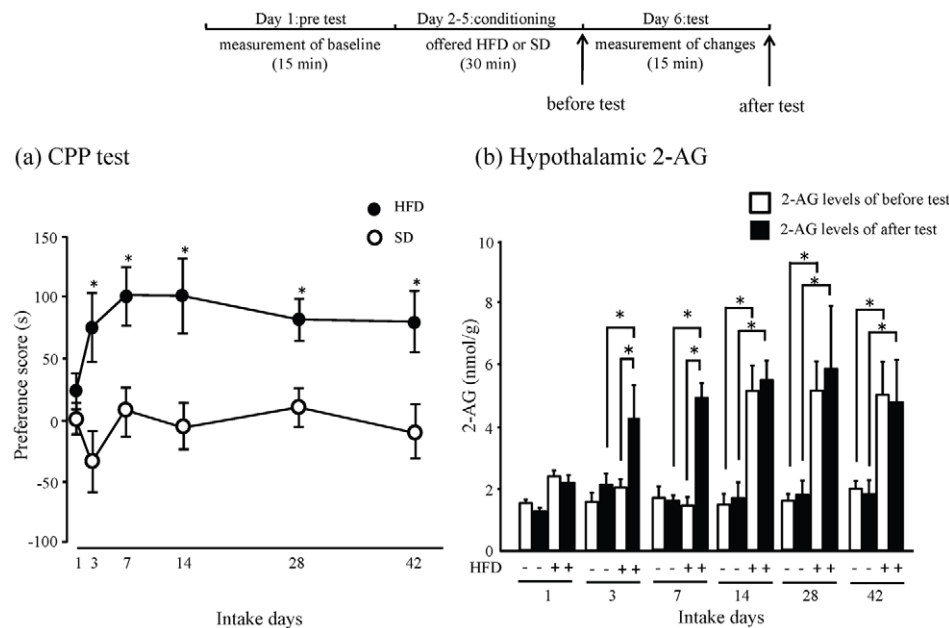 Day 1:pre test Day 2-5:conditioning Day 6:test
measurement of baseline offered HFD or SD measurement of changes
(15 min) (30 min) (15 min)
before test after test
(a) CPP test
HFD
SD
150
100
50
0
-50
-100
Preference score (s)
* * * * *
1 3 7 14 28 42
Intake days
(b) Hypothalamic 2-AG
2-AG levels of before test
2-AG levels of after test
10
8
6
4
2
0
2-AG (nmol/g)
* * * * * * * * * *
HFD - - + + - - + + - - + + - - + + - - + + - - + +
1 3 7 14 28 42
Intake days